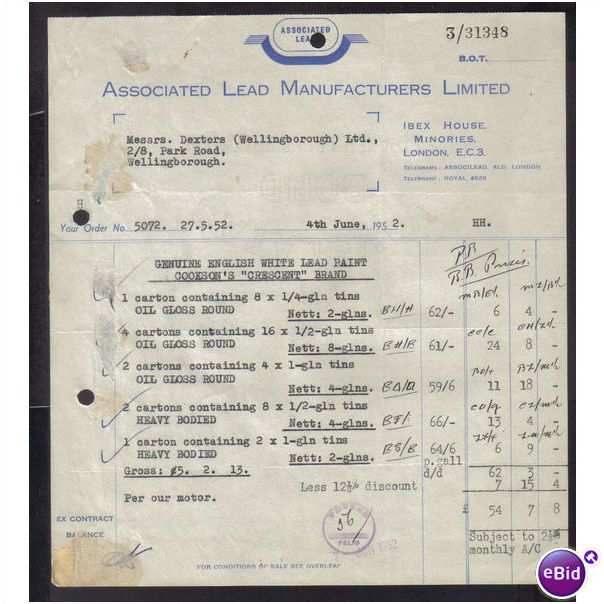 ASSOCIATED
LEAD
3/31348
B.O.T.
ASSOCIATED LEAD MANUFACTURERS LIMITED
Messrs. Dexters (Wellingborough) Ltd.,
2/8, Park Road,
Wellingborough.
IBEX HOUSE,
MINORIES,
LONDON, E.C.3.
TELEGRAMS: ASSOCILEAD, ALD. LONDON
TELEPHONE: ROYAL 4525
H
Your Order No. 5072. 27.5.52. 4th June, 1952. HH.
GENUINE ENGLISH WHITE LEAD PAINT
COOKSON'S "CRESCENT" BRAND
1 carton containing 8 x 1/4-gln tins
OIL GLOSS ROUND Nett: 2-glns. 62/- 6 4 -
4 cartons containing 16 x 1/2-gln tins
OIL GLOSS ROUND Nett: 8-glns. 61/- 24 8 -
2 cartons containing 4 x 1-gln tins
OIL GLOSS ROUND Nett: 4-glns. 59/6 11 18 -
2 cartons containing 8 x 1/2-gln tins
HEAVY BODIED Nett: 4-glns. 66/- 13 4 -
1 carton containing 2 x 1-gln tins
HEAVY BODIED Nett: 2-glns. 64/6 6 9 -
p.gall
Gross: 5. 2. 13. d/d 62 3 -
Less 12½% discount 7 15 4
Per our motor.
£ 54 7 8
EX CONTRACT
BALANCE
FOLIO
1952
Subject to 2½%
monthly A/C
FOR CONDITIONS OF SALE SEE OVERLEAF
eBid